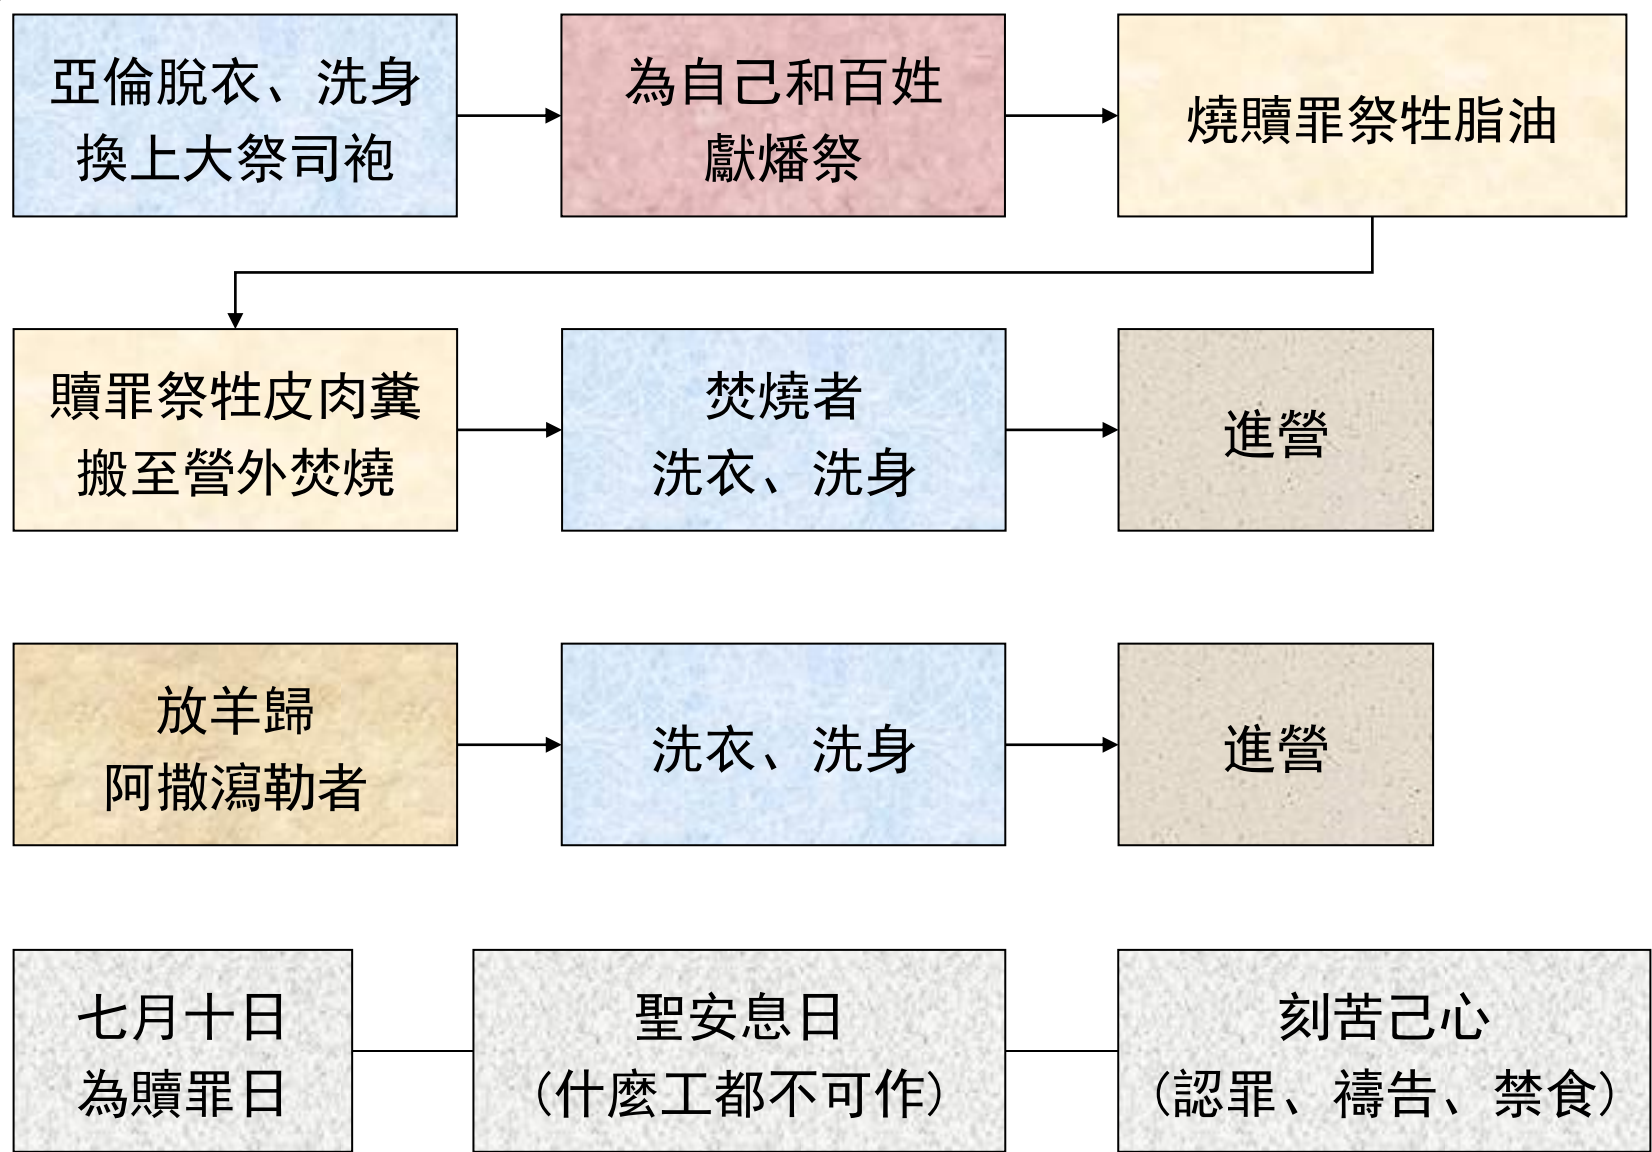 亞倫脫衣、洗身
換上大祭司袍
為自己和百姓
獻燔祭
燒贖罪祭牲脂油
贖罪祭牲皮肉糞
搬至營外焚燒
焚燒者
洗衣、洗身
進營
放羊歸
阿撒瀉勒者
洗衣、洗身
進營
七月十日
為贖罪日
聖安息日
(什麼工都不可作)
刻苦己心
(認罪、禱告、禁食)